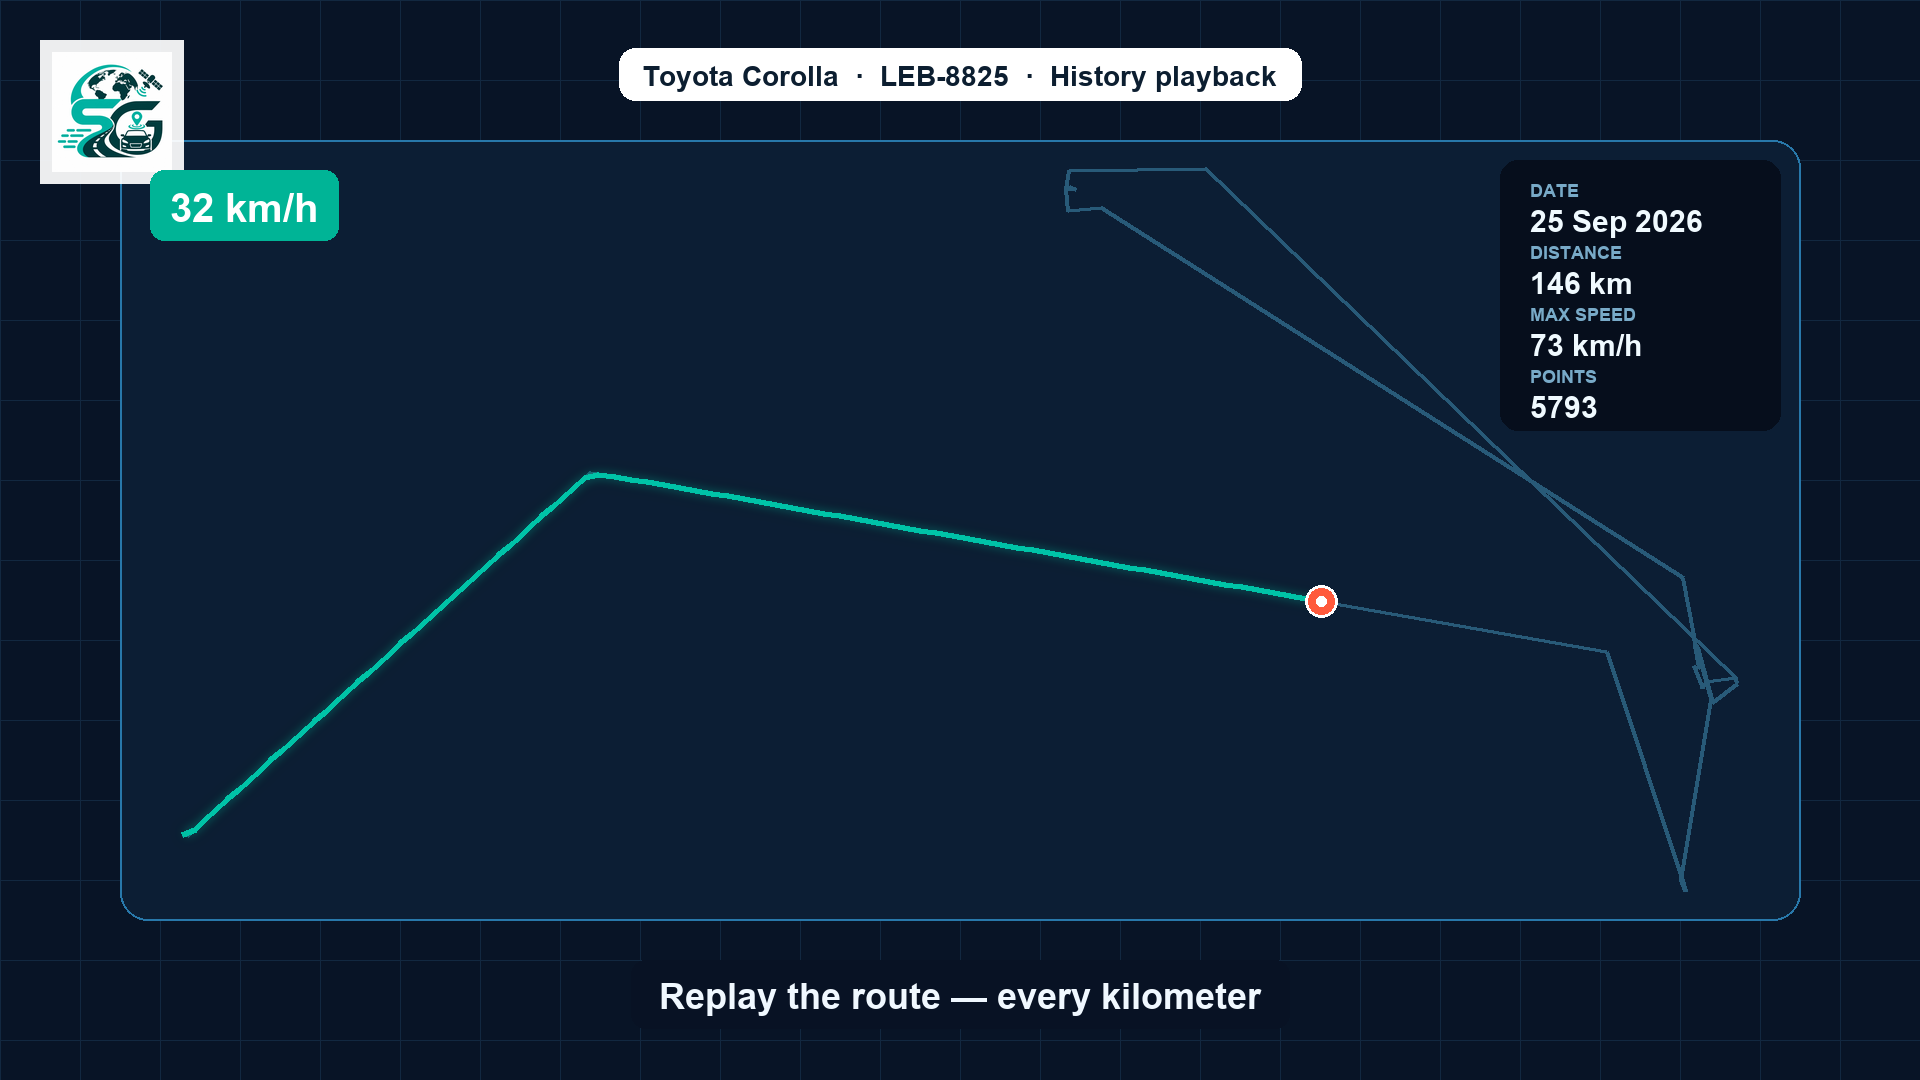 SG
Toyota Corolla · LEB-8825 · History playback
32 km/h
DATE
25 Sep 2026
DISTANCE
146 km
MAX SPEED
73 km/h
POINTS
5793
Replay the route — every kilometer